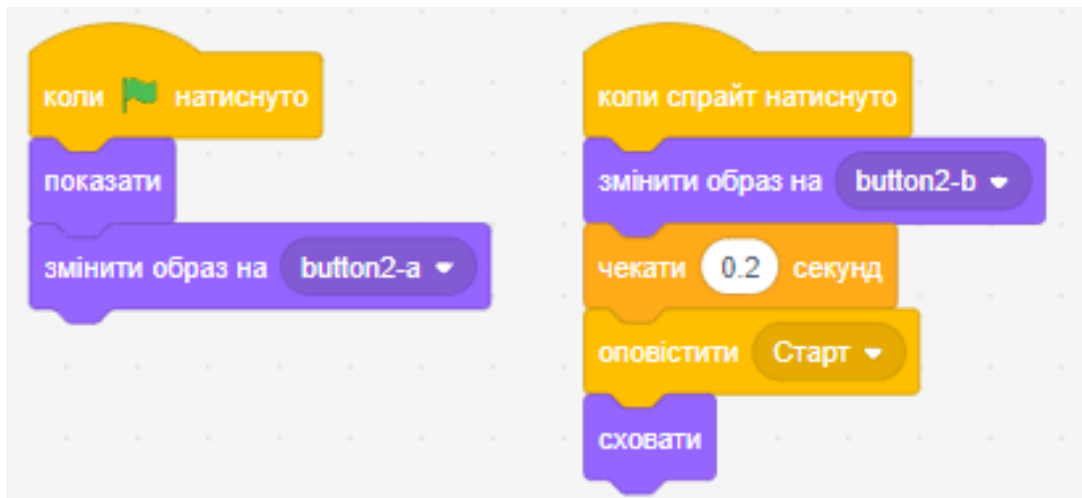 коли натиснуто
показати
змінити образ на button2-a
коли спрайт натиснуто
змінити образ на button2-b
чекати 0.2 секунд
оповістити Старт
сховати